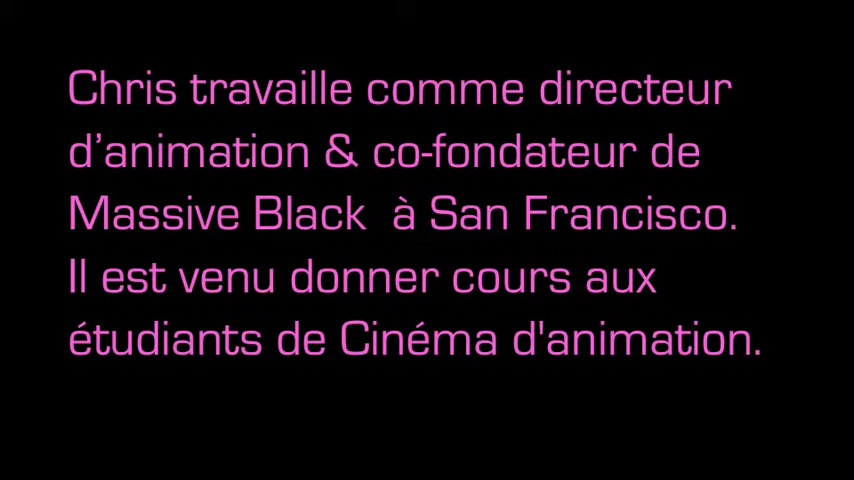 Chris travaille comme directeur
d’animation & co-fondateur de
Massive Black  à San Francisco.
Il est venu donner cours aux
étudiants de Cinéma d'animation.